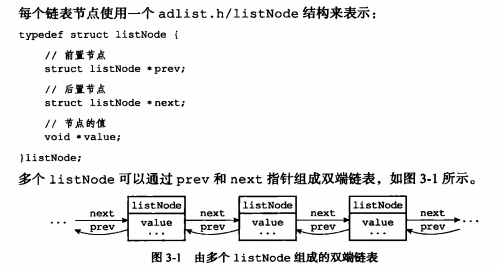 每个链表节点使用一个 adlist.h/listNode 结构来表示：
typedef struct listNode {
// 前置节点
struct listNode *prev;
// 后置节点
struct listNode *next;
// 节点的值
void *value;
}listNode;
多个 listNode 可以通过 prev 和 next 指针组成双端链表，如图 3-1 所示。
listNode listNode listNode
... next next next next ...
prev value prev value prev value prev
... ... ...
图 3-1 由多个 listNode 组成的双端链表